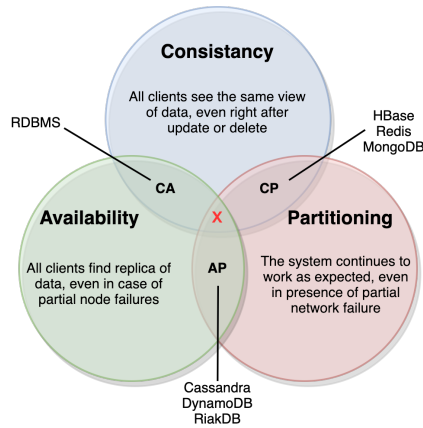 Consistancy
All clients see the same view
of data, even right after
update or delete
RDBMS
HBase
Redis
MongoDB
CA
CP
Availability
X
Partitioning
All clients find replica of
data, even in case of
partial node failures
AP
The system continues to
work as expected, even
in presence of partial
network failure
Cassandra
DynamoDB
RiakDB